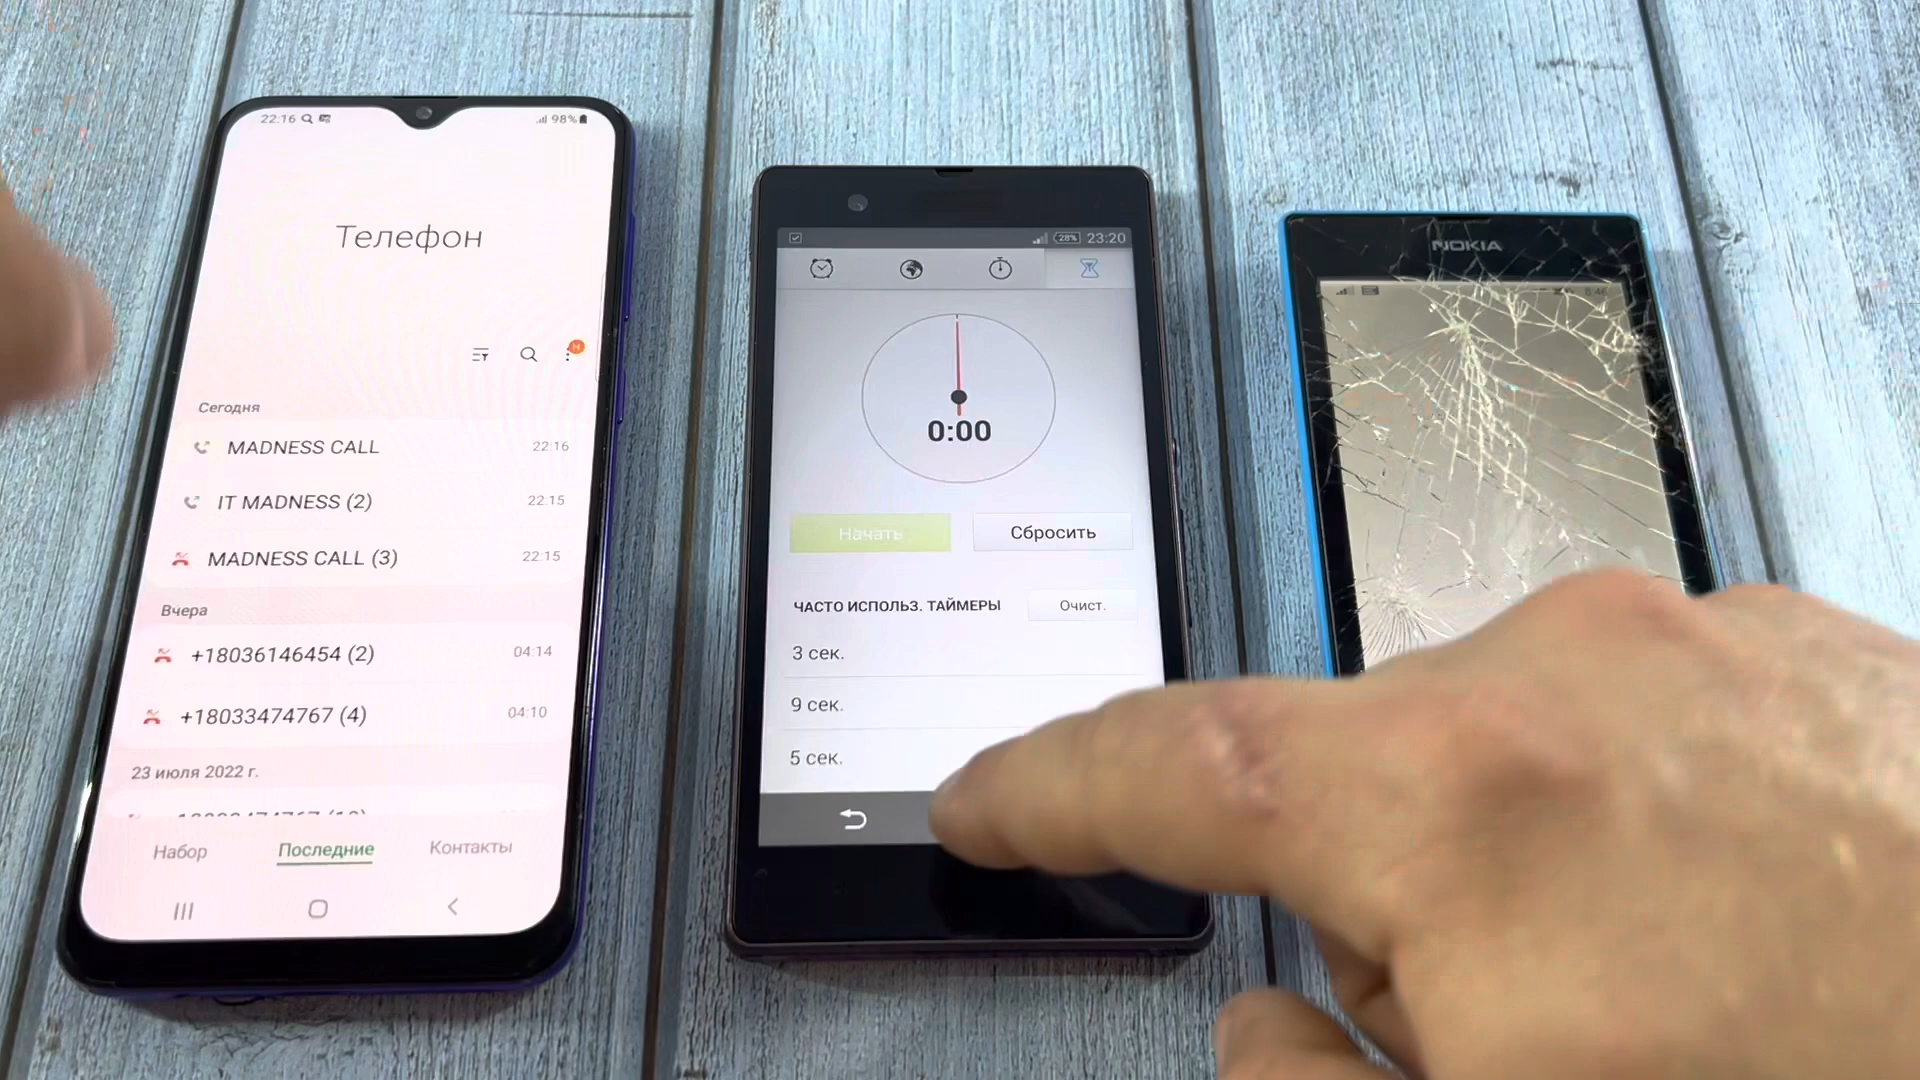 22:16
98%
Телефон
Н
Сегодня
MADNESS CALL 22:16
IT MADNESS (2) 22:15
MADNESS CALL (3) 22:15
Вчера
+18036146454 (2) 04:14
+18033474767 (4) 04:10
23 июля 2022 г.
Набор Последние Контакты
28% 23:20
0:00
Начать Сбросить
ЧАСТО ИСПОЛЬЗ. ТАЙМЕРЫ Очист.
3 сек.
9 сек.
5 сек.
NOKIA